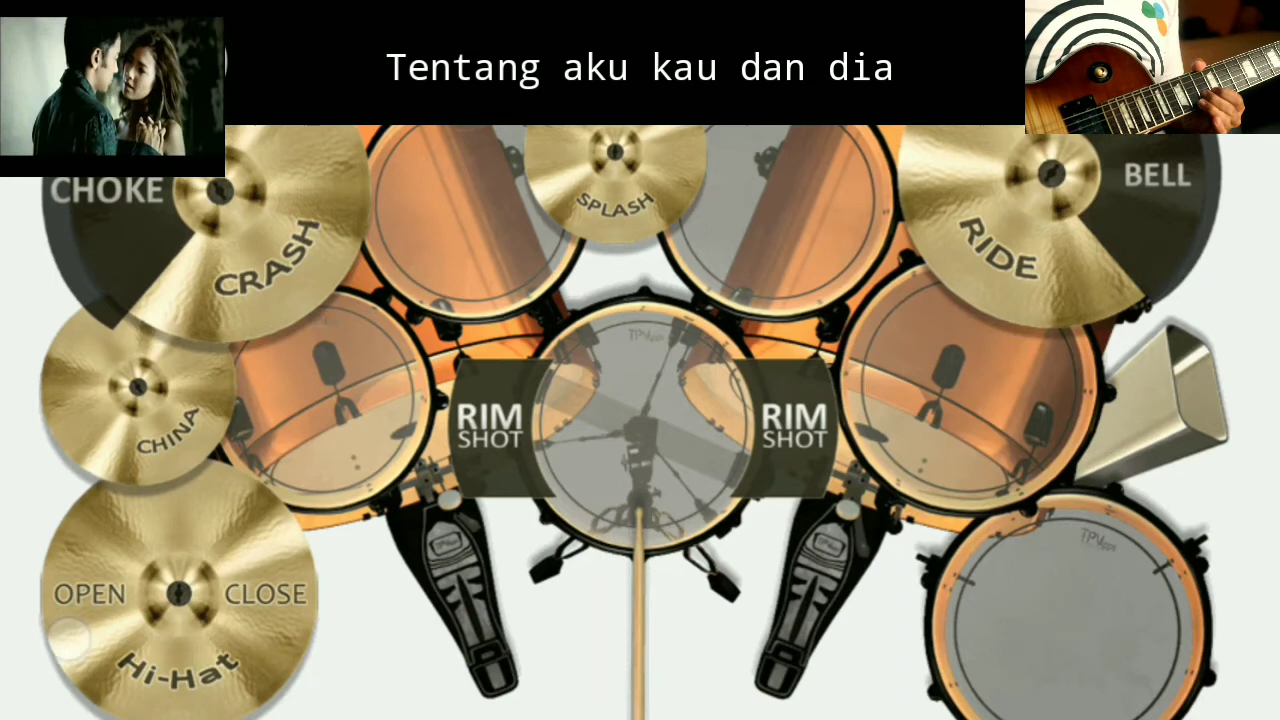 Tentang aku kau dan dia
CHOKE
CRASH
SPLASH
RIDE
BELL
CHINA
RIM
SHOT
RIM
SHOT
OPEN
CLOSE
Hi-Hat
TPVapps